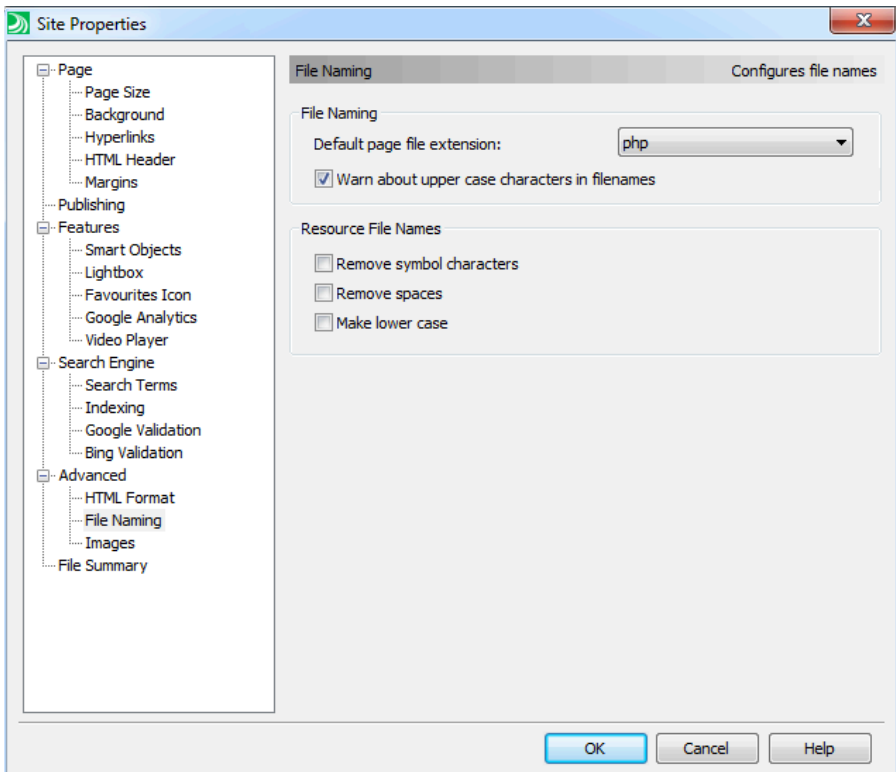 Site Properties
Page
Page Size
Background
Hyperlinks
HTML Header
Margins
Publishing
Features
Smart Objects
Lightbox
Favourites Icon
Google Analytics
Video Player
Search Engine
Search Terms
Indexing
Google Validation
Bing Validation
Advanced
HTML Format
File Naming
Images
File Summary
File Naming Configures file names
File Naming
Default page file extension: php
Warn about upper case characters in filenames
Resource File Names
Remove symbol characters
Remove spaces
Make lower case
OK Cancel Help